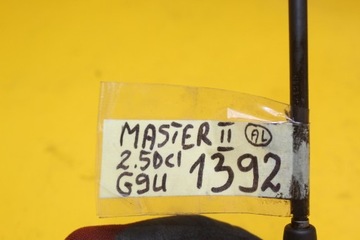 MASTER II AL
2.5DCI 1392
G9U